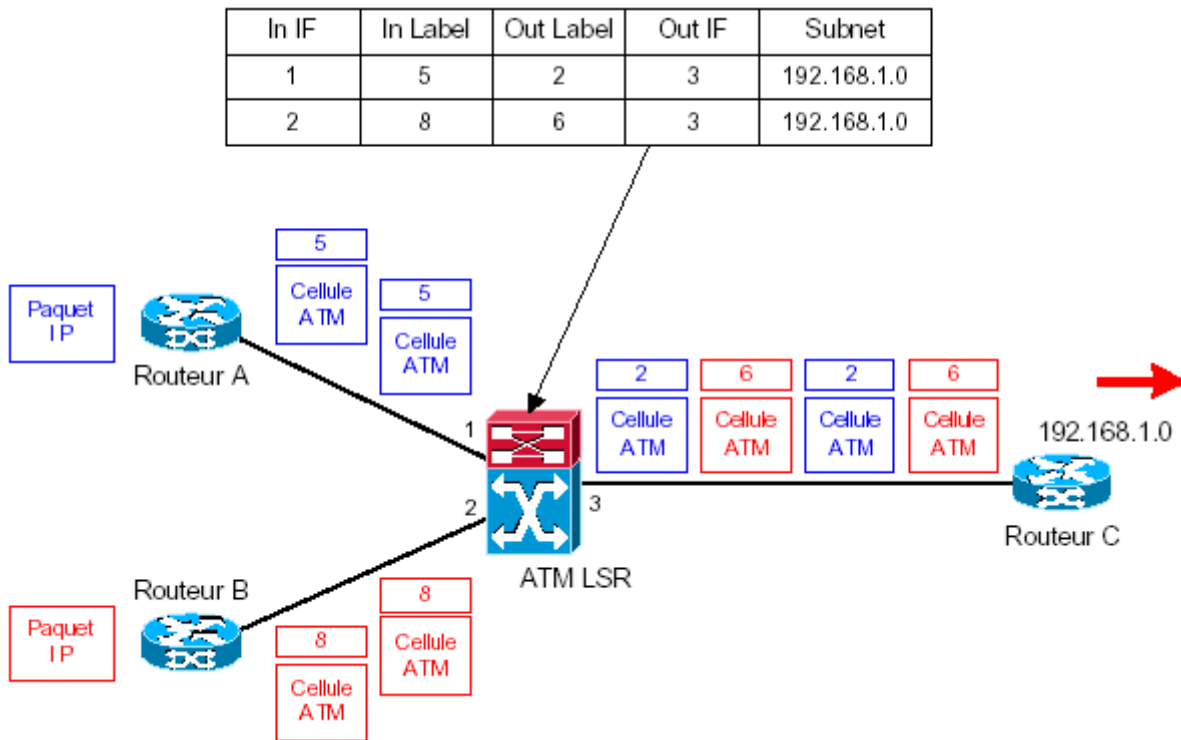 In IF In Label Out Label Out IF Subnet
1 5 2 3 192.168.1.0
2 8 6 3 192.168.1.0
5
Cellule
ATM
5
Cellule
ATM
Paquet
IP
Routeur A
1
2
3
2
Cellule
ATM
6
Cellule
ATM
2
Cellule
ATM
6
Cellule
ATM
192.168.1.0
Routeur C
ATM LSR
Routeur B
Paquet
IP
8
Cellule
ATM
8
Cellule
ATM